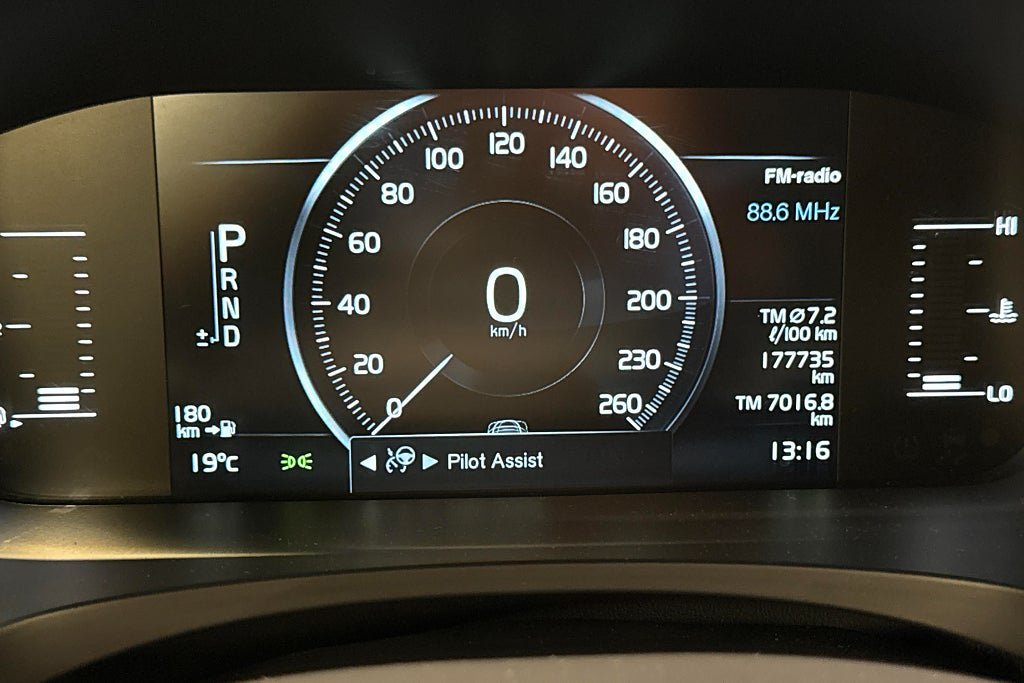 120
100
140
80
160
60
180
40
200
20
230
0
260
0
km/h
P
R
N
D
±
180
km
19°C
Pilot Assist
FM-radio
88.6 MHz
TM Ø7.2
ℓ/100 km
177735
km
TM 7016.8
km
13:16
HI
LO